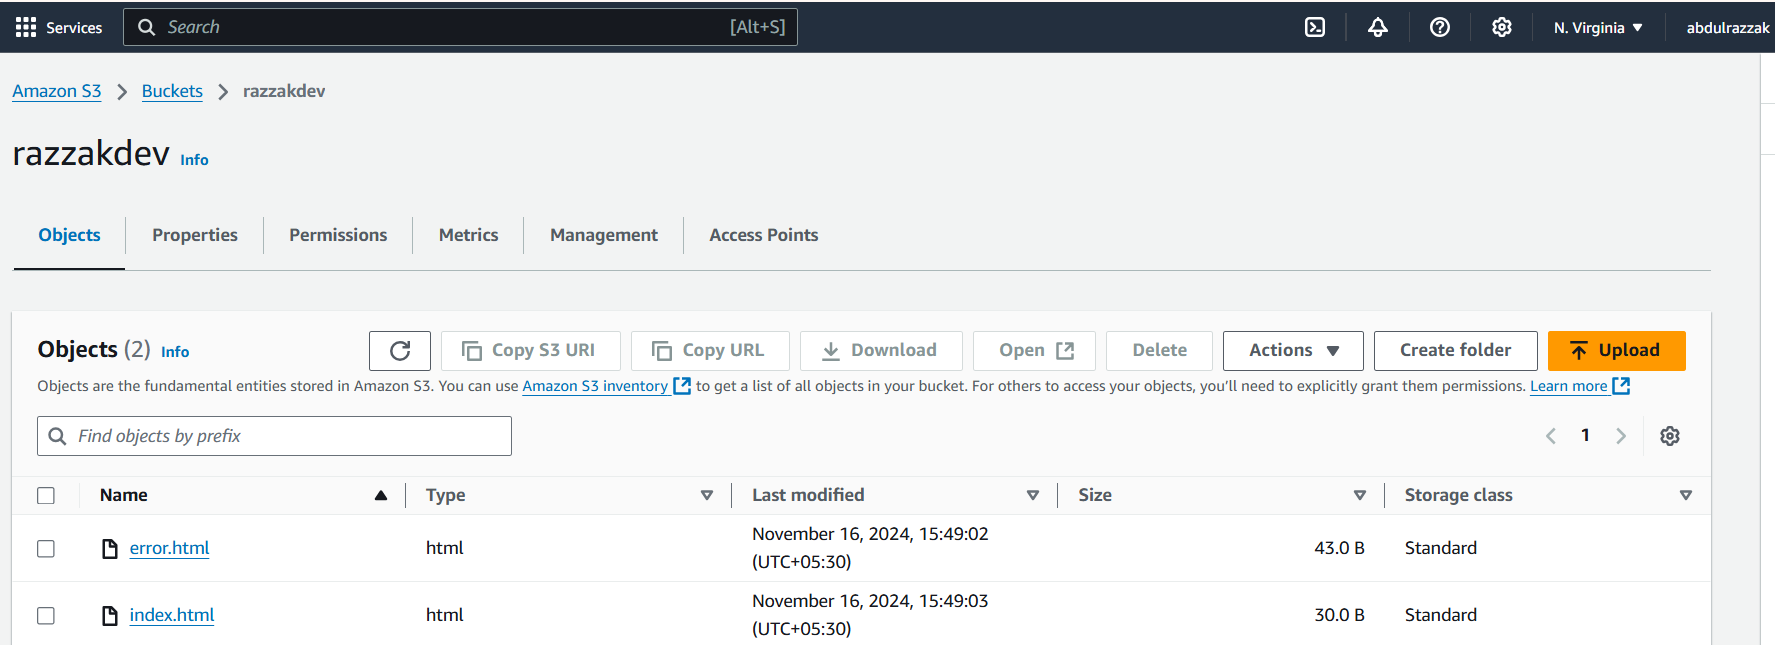 Services
Search [Alt+S]
N. Virginia
abdulrazzak
Amazon S3 > Buckets > razzakdev
razzakdev Info
Objects
Properties
Permissions
Metrics
Management
Access Points
Objects (2) Info
Copy S3 URI
Copy URL
Download
Open
Delete
Actions
Create folder
Upload
Objects are the fundamental entities stored in Amazon S3. You can use Amazon S3 inventory to get a list of all objects in your bucket. For others to access your objects, you'll need to explicitly grant them permissions. Learn more
Find objects by prefix
1
Name Type Last modified Size Storage class
error.html html November 16, 2024, 15:49:02 (UTC+05:30) 43.0 B Standard
index.html html November 16, 2024, 15:49:03 (UTC+05:30) 30.0 B Standard